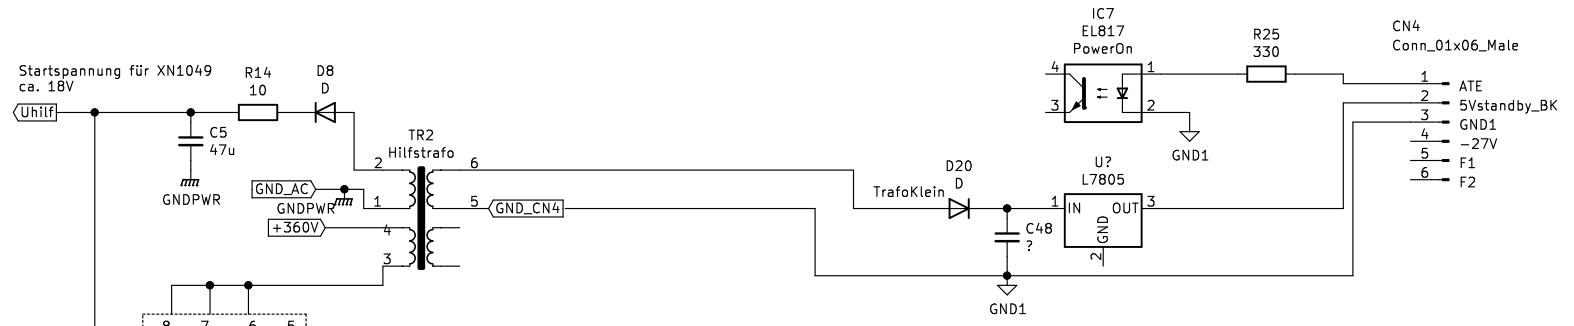 Startspannung für XN1049
ca. 18V
Uhilf
R14
10
D8
D
C5
47u
GNDPWR
GND_AC
GNDPWR
+360V
TR2
Hilfstrafo
2
1
4
3
6
5
GND_CN4
8 7 6 5
TrafoKlein
D20
D
C48
?
GND1
U?
L7805
1 IN OUT 3
GND
2
IC7
EL817
PowerOn
4
3
1
2
GND1
R25
330
CN4
Conn_01x06_Male
1 ATE
2 5Vstandby_BK
3 GND1
4 -27V
5 F1
6 F2